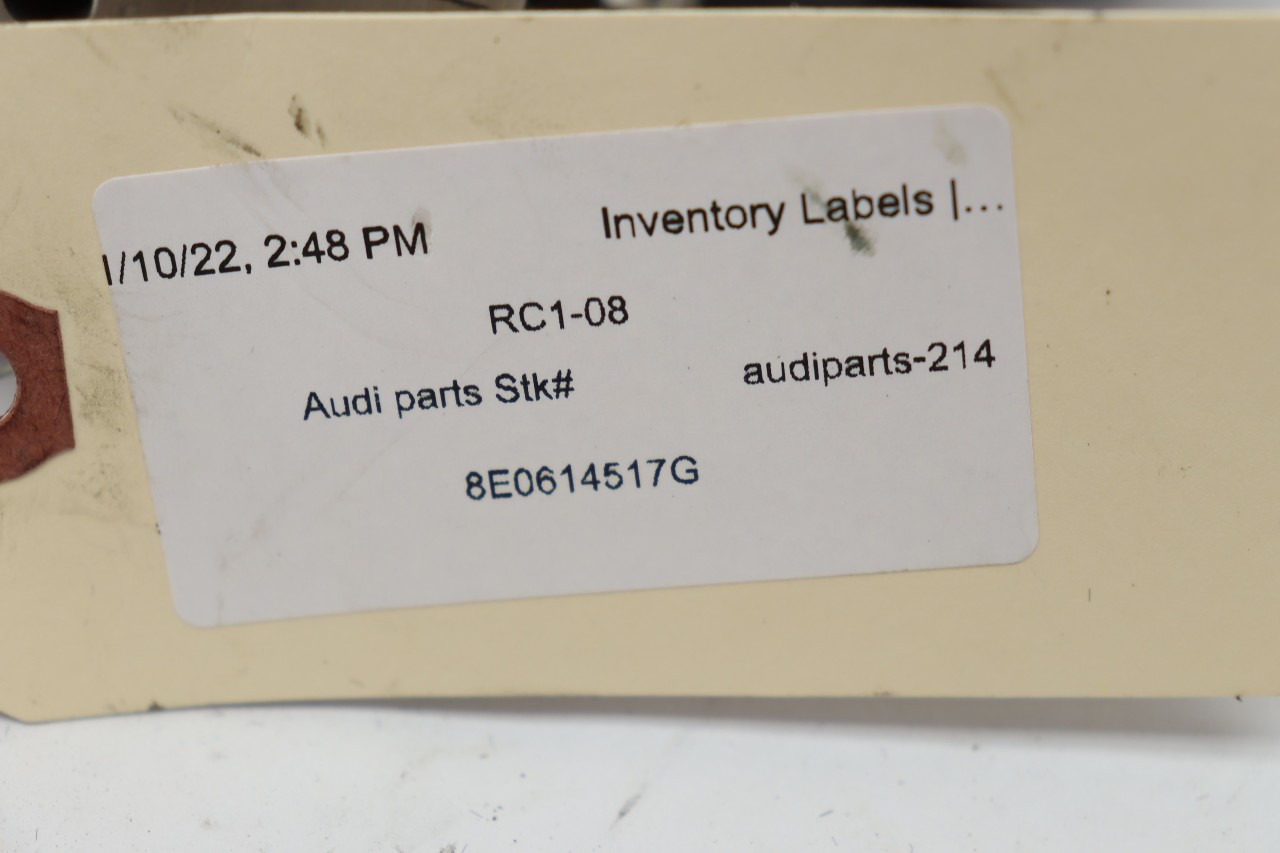 1/10/22, 2:48 PM Inventory Labels |...
RC1-08
Audi parts Stk# audiparts-214
8E0614517G